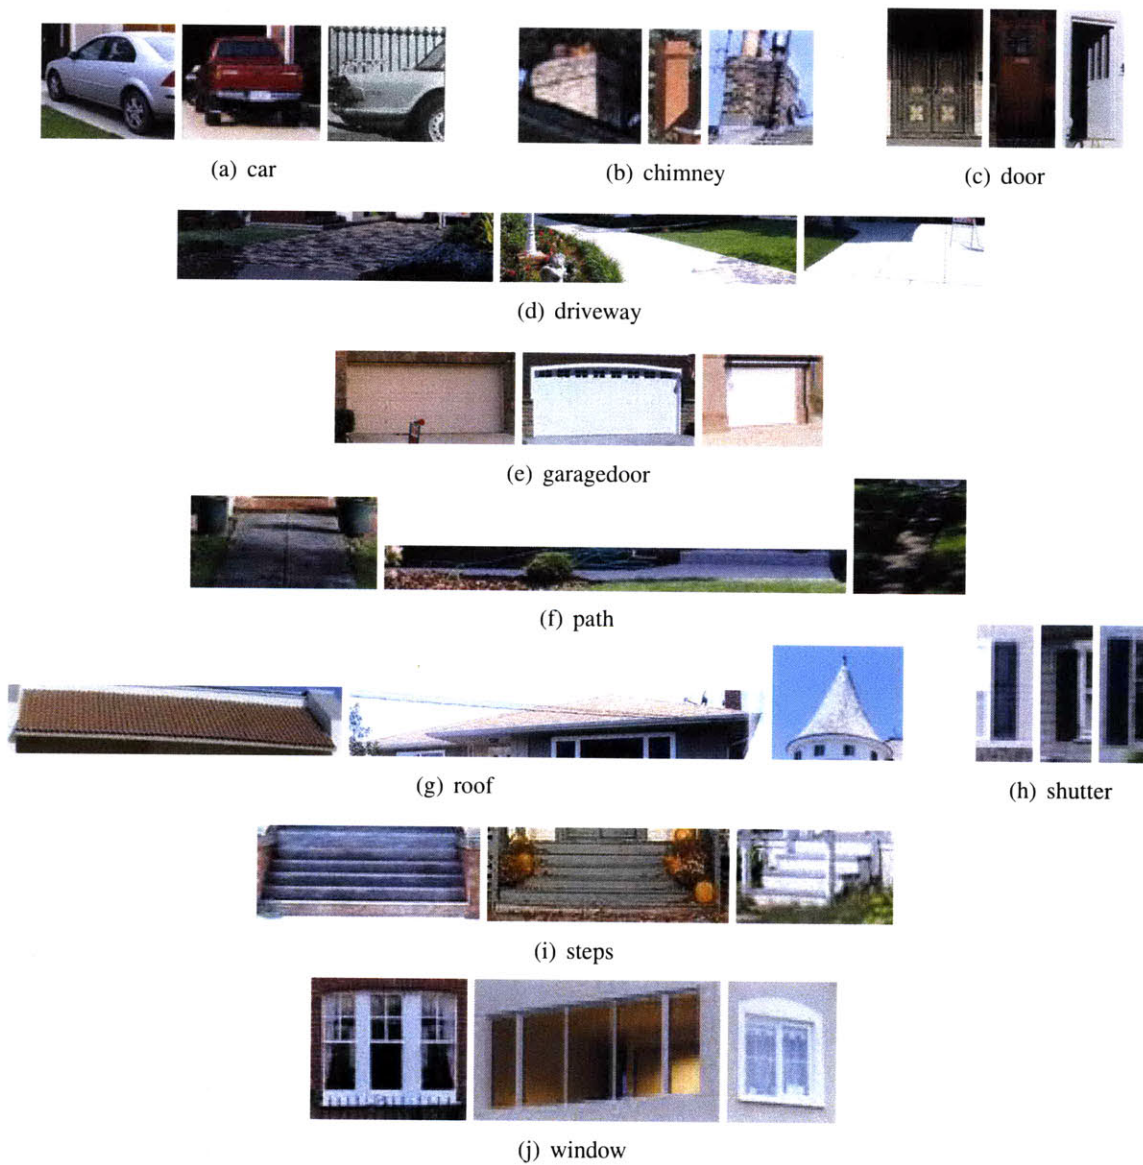 (a) car
(b) chimney
(c) door
(d) driveway
(e) garagedoor
(f) path
(g) roof
(h) shutter
(i) steps
(j) window